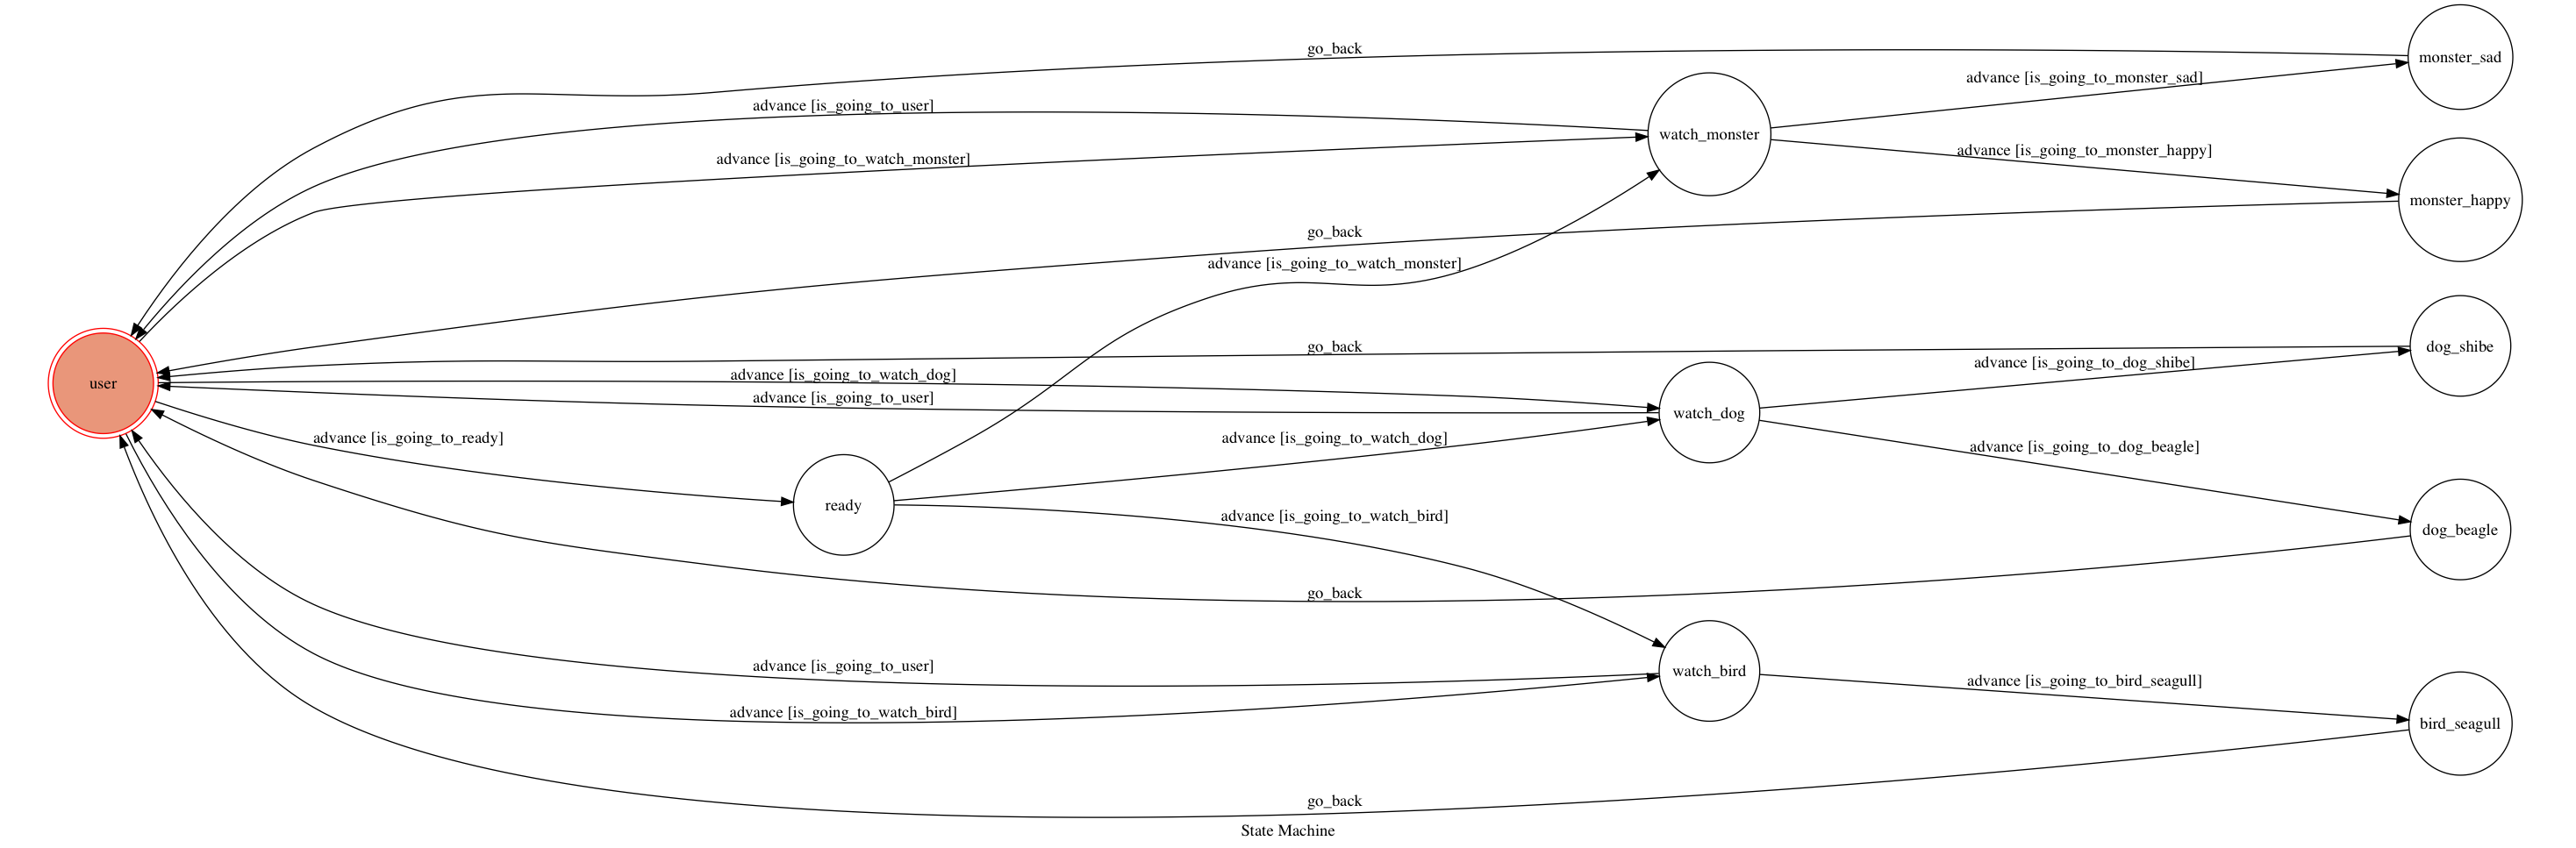 go_back
monster_sad
advance [is_going_to_monster_sad]
advance [is_going_to_user]
watch_monster
advance [is_going_to_watch_monster]
advance [is_going_to_monster_happy]
monster_happy
go_back
advance [is_going_to_watch_monster]
go_back
dog_shibe
advance [is_going_to_dog_shibe]
user
advance [is_going_to_watch_dog]
advance [is_going_to_user]
watch_dog
advance [is_going_to_ready]
advance [is_going_to_watch_dog]
advance [is_going_to_dog_beagle]
ready
advance [is_going_to_watch_bird]
dog_beagle
go_back
advance [is_going_to_user]
watch_bird
advance [is_going_to_bird_seagull]
advance [is_going_to_watch_bird]
bird_seagull
go_back
State Machine